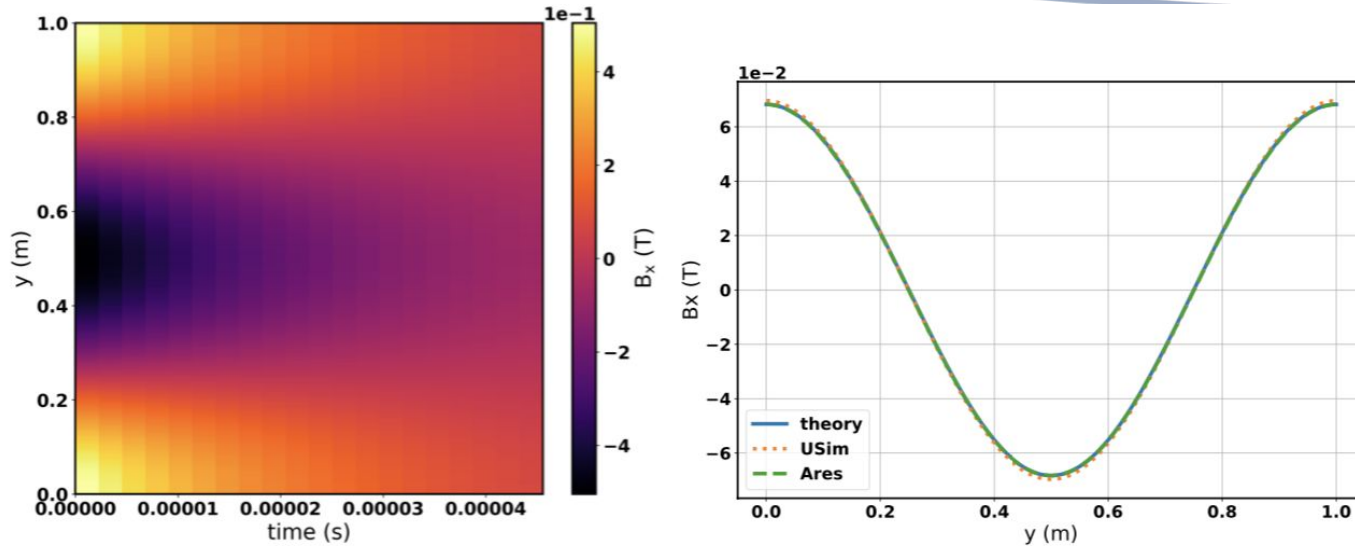 1e−1
1.0
0.8
0.6
0.4
0.2
0.0
y (m)
0.00000 0.00001 0.00002 0.00003 0.00004
time (s)
4
2
0
−2
−4
Bx (T)
1e−2
6
4
2
0
−2
−4
−6
Bx (T)
theory
USim
Ares
0.0 0.2 0.4 0.6 0.8 1.0
y (m)